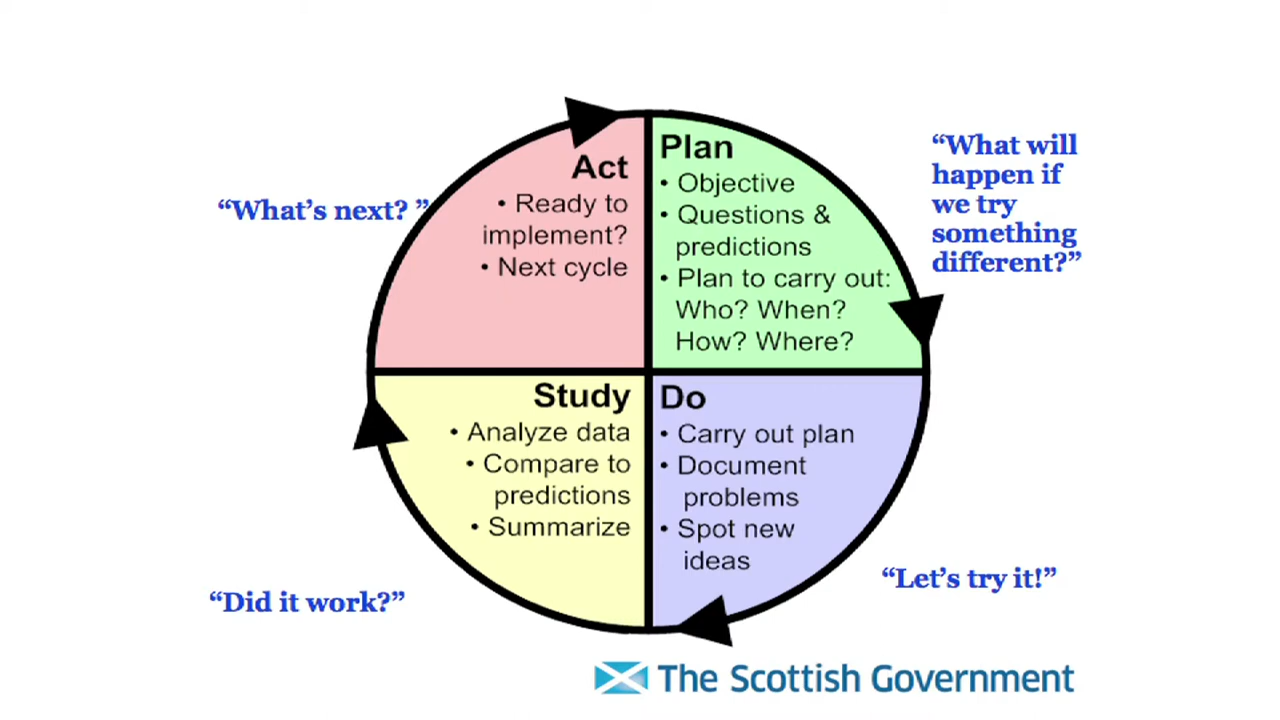 Act
• Ready to
implement?
• Next cycle
“What’s next? ”
Plan
• Objective
• Questions &
predictions
• Plan to carry out:
Who? When?
How? Where?
“What will
happen if
we try
something
different?”
Study
• Analyze data
• Compare to
predictions
• Summarize
“Did it work?”
Do
• Carry out plan
• Document
problems
• Spot new
ideas
“Let’s try it!”
The Scottish Government